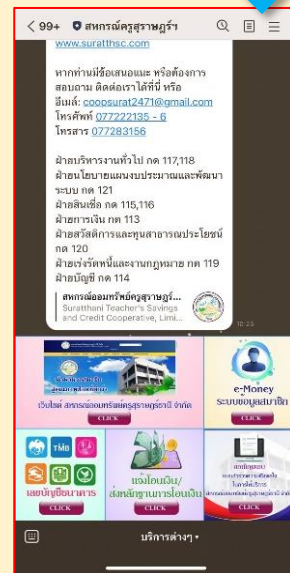 99+ สหกรณ์ครูสุราษฎร์ฯ
www.suratthsc.com
หากท่านมีข้อเสนอแนะ หรือต้องการ
สอบถาม ติดต่อเราได้ที่นี่ หรือ
อีเมล์: coopsurat2471@gmail.com
โทรศัพท์ 077222135 - 6
โทรสาร 077283156
ฝ่ายบริหารงานทั่วไป กด 117,118
ฝ่ายนโยบายแผนงบประมาณและพัฒนา
ระบบ กด 121
ฝ่ายสินเชื่อ กด 115,116
ฝ่ายการเงิน กด 113
ฝ่ายสวัสดิการและทุนสาธารณประโยชน์
กด 120
ฝ่ายเร่งรัดหนี้และงานกฎหมาย กด 119
ฝ่ายบัญชี กด 114
สหกรณ์ออมทรัพย์ครูสุราษฎร์...
Suratthani Teacher's Savings
and Credit Cooperative, Limi...
10:25
เว็บไซต์ สหกรณ์ออมทรัพย์ครูสุราษฎร์ธานี จำกัด
CLICK
e-Money
ระบบข้อมูลสมาชิก
CLICK
TMB
เลขบัญชีธนาคาร
CLICK
แจ้งโอนเงิน/
ส่งหลักฐานการโอนเงิน
CLICK
CLICK
บริการต่างๆ